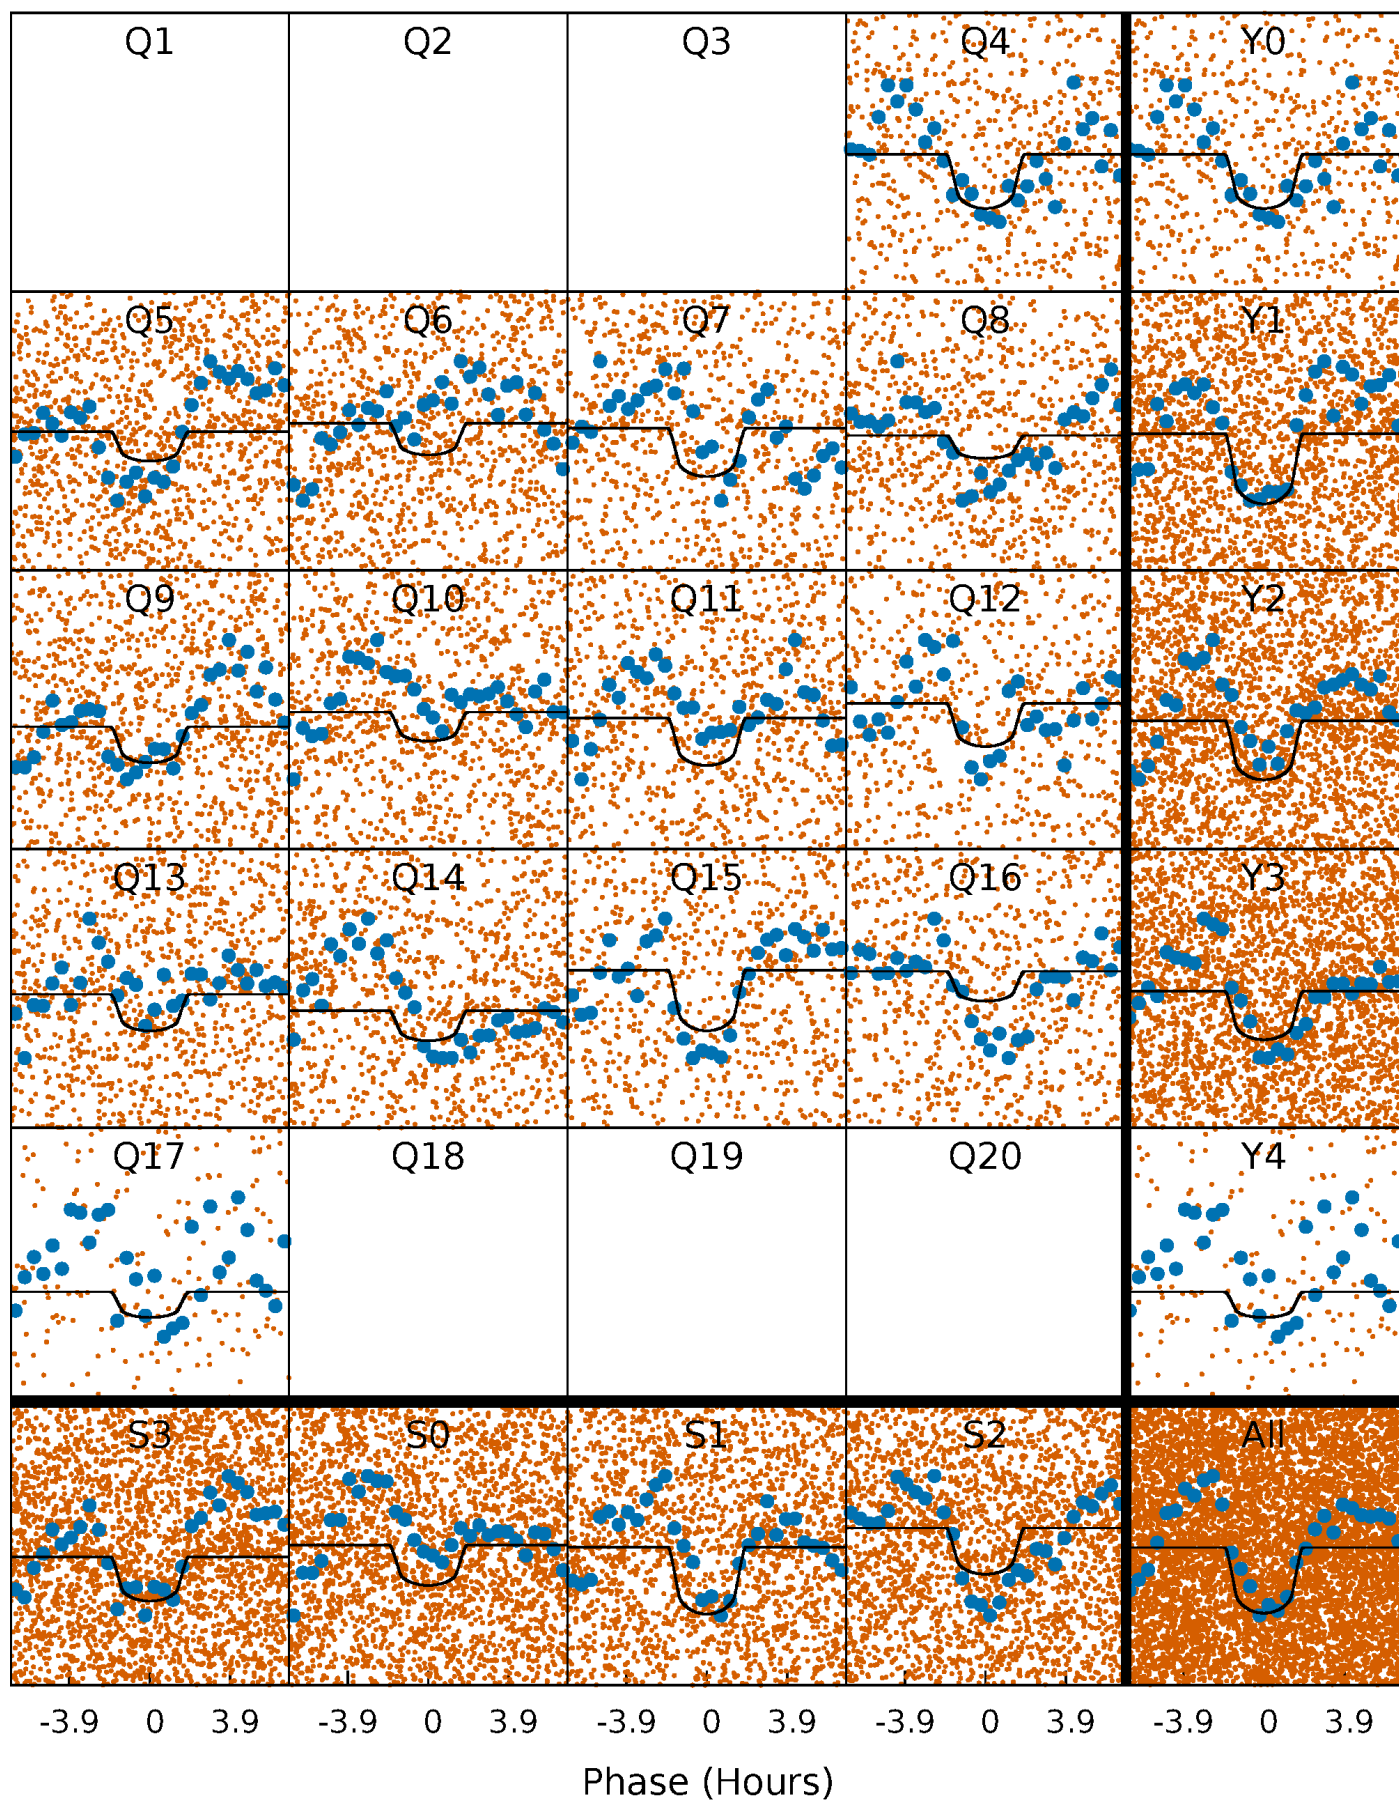 Q1 Q2 Q3 Q4 Y0
Q5 Q6 Q7 Q8 Y1
Q9 Q10 Q11 Q12 Y2
Q13 Q14 Q15 Q16 Y3
Q17 Q18 Q19 Q20 Y4
S3 S0 S1 S2 All
-3.9 0 3.9 -3.9 0 3.9 -3.9 0 3.9 -3.9 0 3.9 -3.9 0 3.9
Phase (Hours)